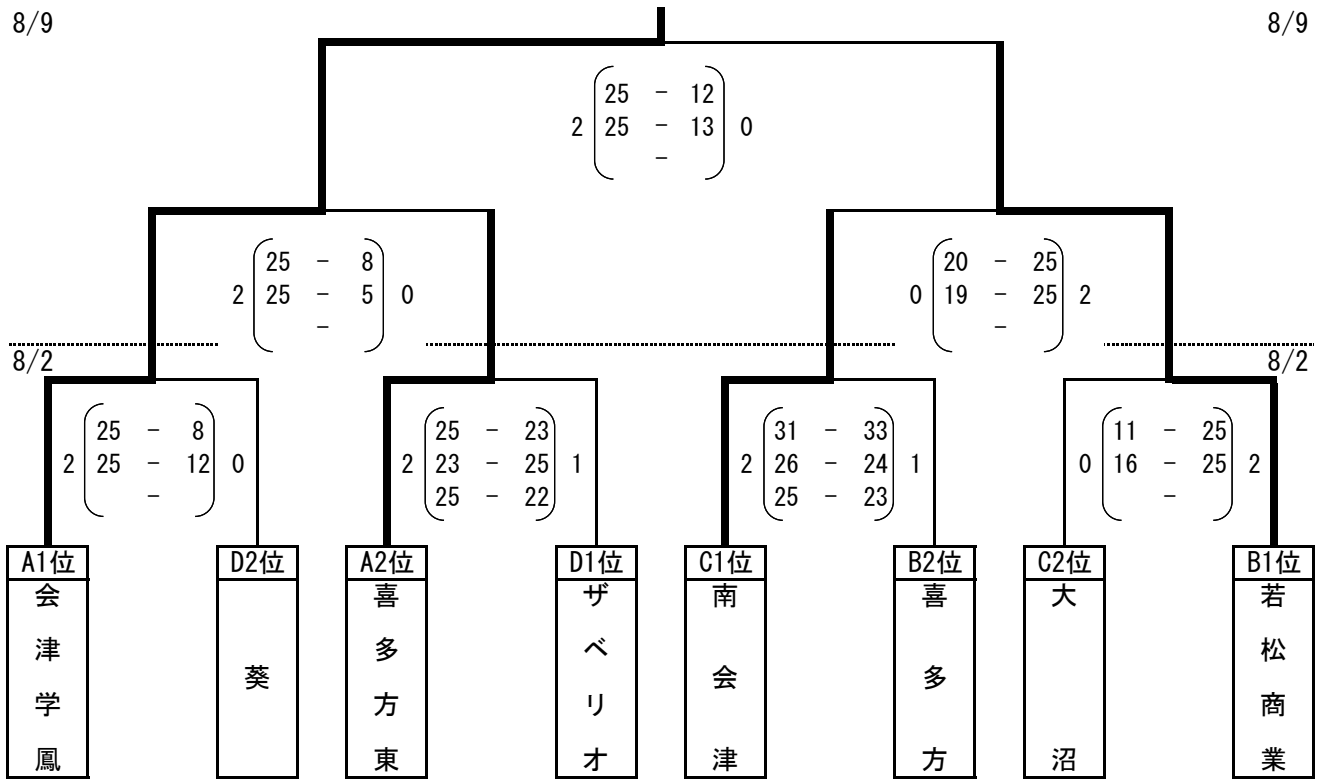 8/9 8/9
25 - 12
2 25 - 13 0
-
25 - 8
2 25 - 5 0
-
20 - 25
0 19 - 25 2
-
8/2 8/2
25 - 8
2 25 - 12 0
-
25 - 23
2 23 - 25 1
25 - 22
31 - 33
2 26 - 24 1
25 - 23
11 - 25
0 16 - 25 2
-
A1位
会津学鳳
D2位
葵
A2位
喜多方東
D1位
ザベリオ
C1位
南会津
B2位
喜多方
C2位
大沼
B1位
若松商業